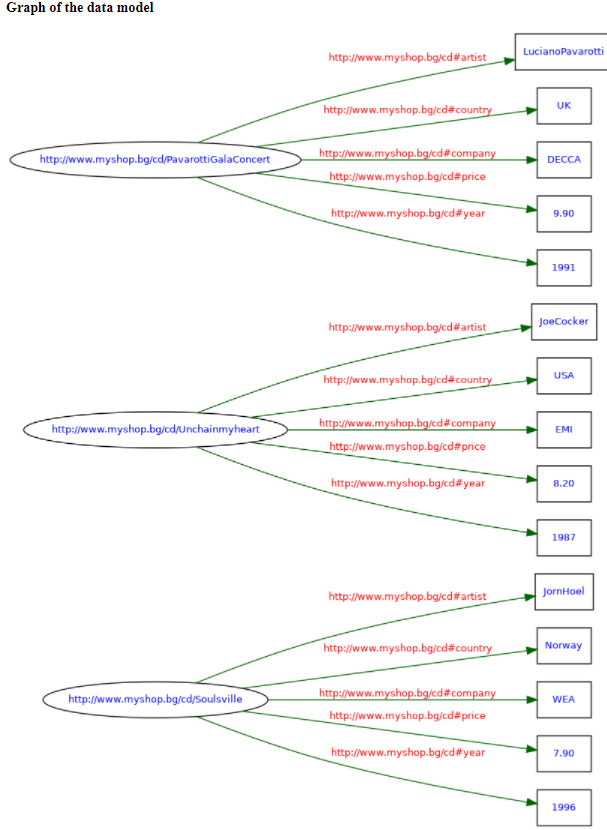 Graph of the data model
http://www.myshop.bg/cd#artist
LucianoPavarotti
http://www.myshop.bg/cd#country
UK
http://www.myshop.bg/cd/PavarottiGalaConcert
http://www.myshop.bg/cd#company
DECCA
http://www.myshop.bg/cd#price
9.90
http://www.myshop.bg/cd#year
1991
http://www.myshop.bg/cd#artist
JoeCocker
http://www.myshop.bg/cd#country
USA
http://www.myshop.bg/cd/Unchainmyheart
http://www.myshop.bg/cd#company
EMI
http://www.myshop.bg/cd#price
8.20
http://www.myshop.bg/cd#year
1987
http://www.myshop.bg/cd#artist
JornHoel
http://www.myshop.bg/cd#country
Norway
http://www.myshop.bg/cd/Soulsville
http://www.myshop.bg/cd#company
WEA
http://www.myshop.bg/cd#price
7.90
http://www.myshop.bg/cd#year
1996